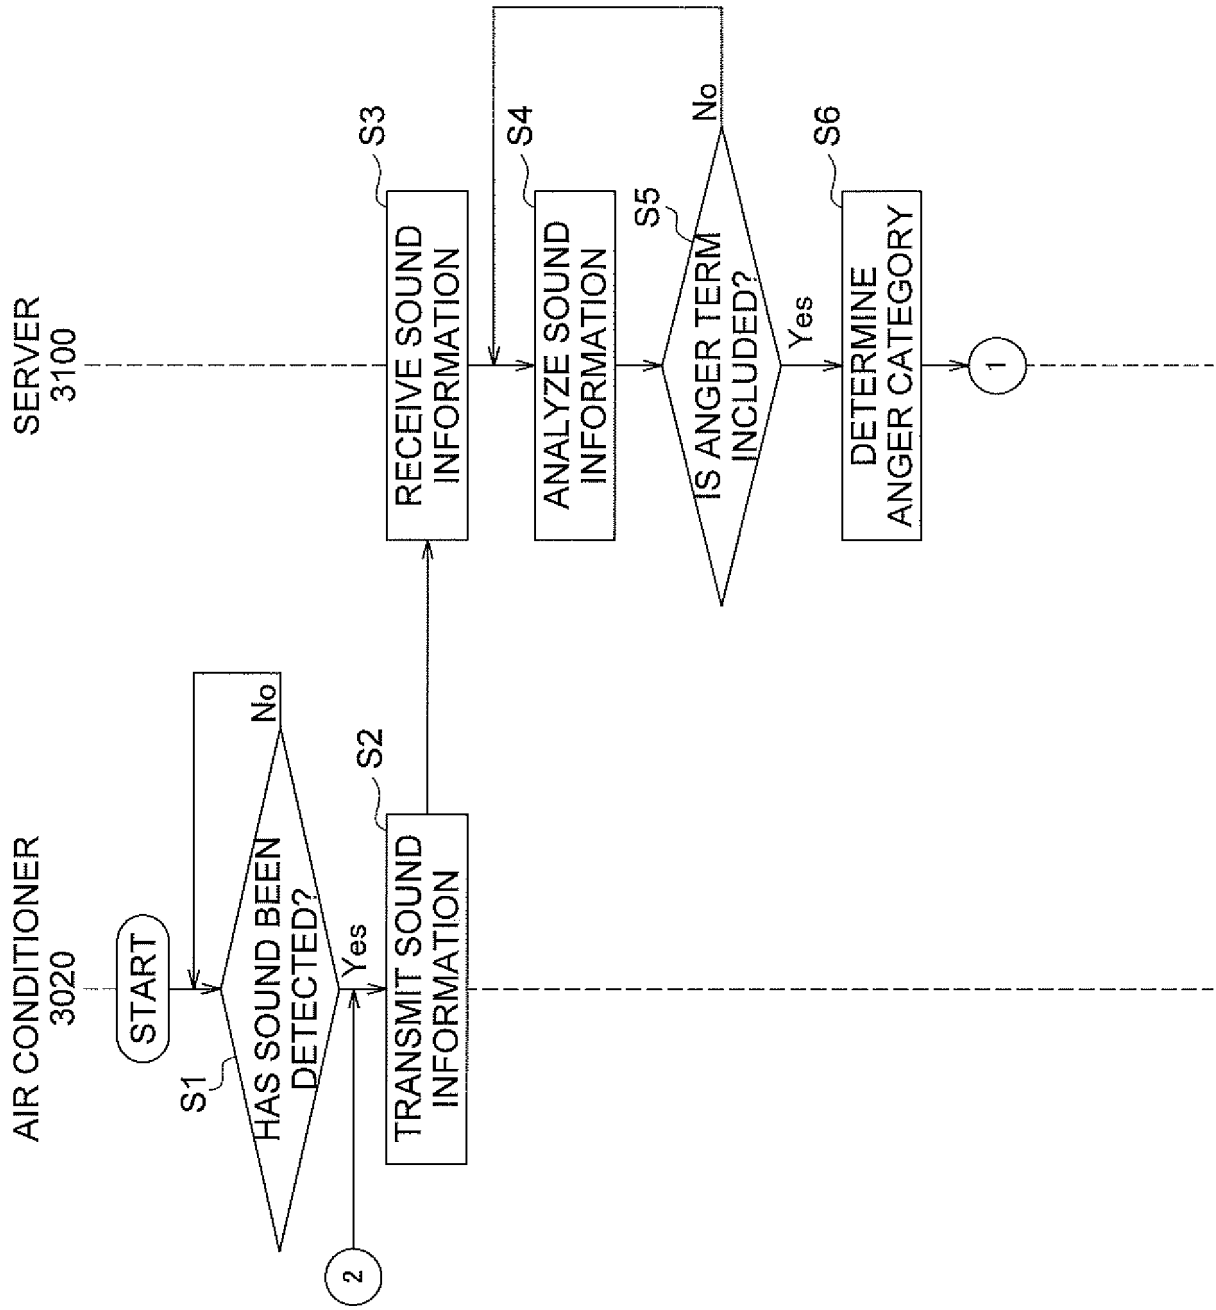 AIR CONDITIONER
3020
START
S1
HAS SOUND BEEN
DETECTED?
No
Yes
2
S2
TRANSMIT SOUND
INFORMATION
SERVER
3100
S3
RECEIVE SOUND
INFORMATION
S4
ANALYZE SOUND
INFORMATION
S5
IS ANGER TERM
INCLUDED?
No
Yes
S6
DETERMINE
ANGER CATEGORY
1